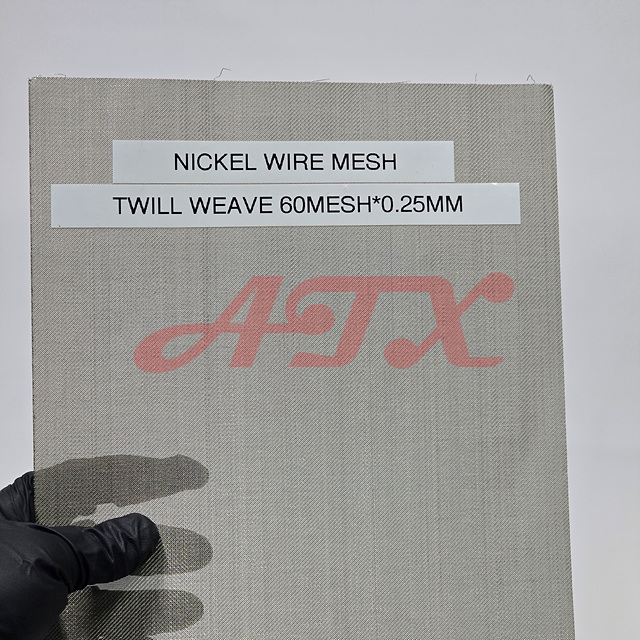 NICKEL WIRE MESH
TWILL WEAVE 60MESH*0.25MM
ATX